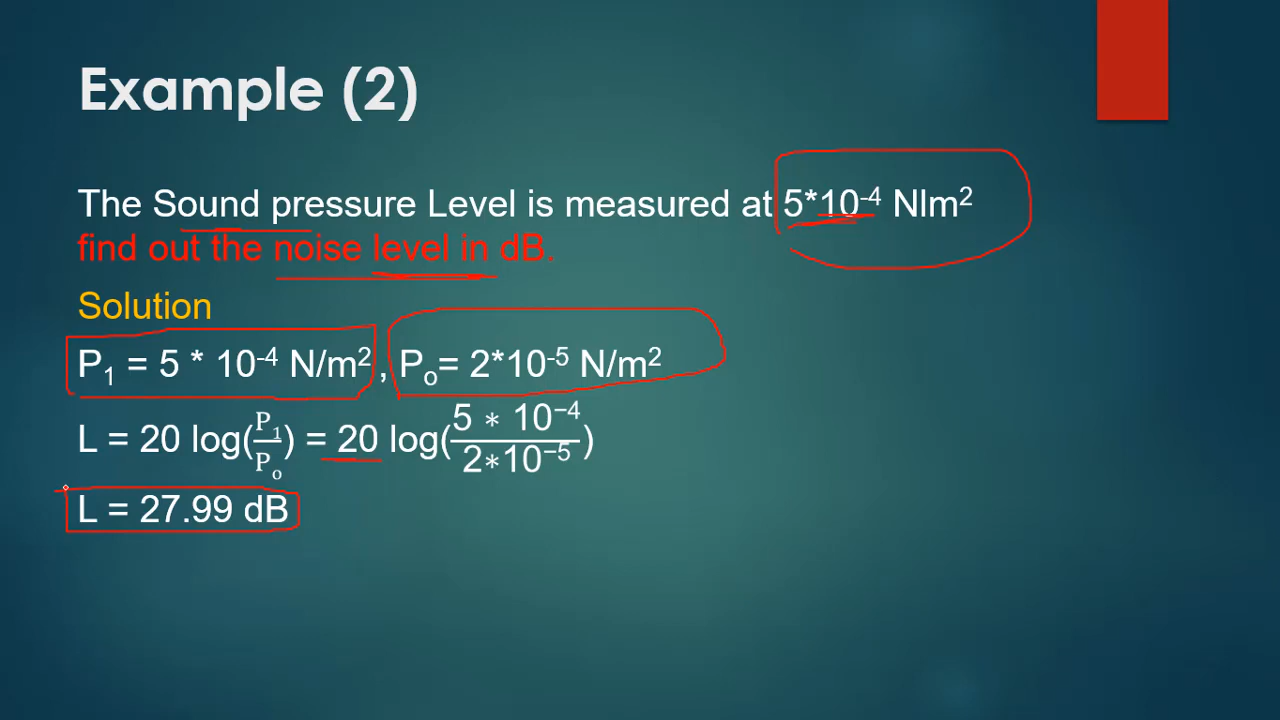 Example (2)
The Sound pressure Level is measured at 5*10⁻⁴ Nlm²
find out the noise level in dB.
Solution
P₁ = 5 * 10⁻⁴ N/m² , Pₒ= 2*10⁻⁵ N/m²
L = 20 log(P₁/Pₒ) = 20 log(5 * 10⁻⁴/2*10⁻⁵)
L = 27.99 dB